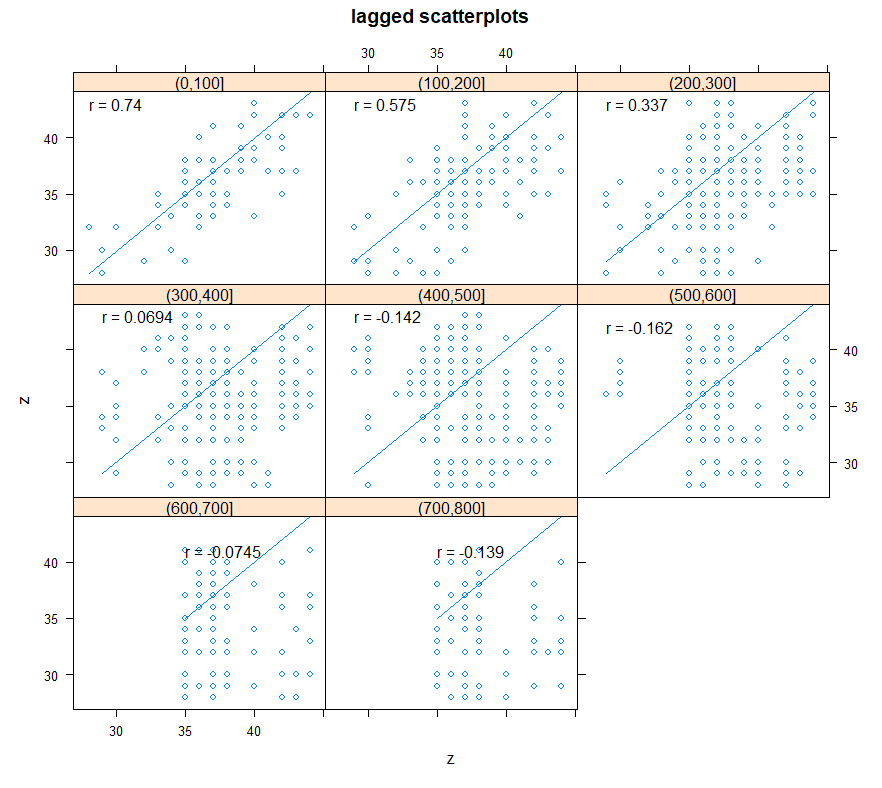 lagged scatterplots
30 35 40
(0,100] (100,200] (200,300]
r = 0.74 r = 0.575 r = 0.337
40
35
30
(300,400] (400,500] (500,600]
r = 0.0694 r = -0.142 r = -0.162
40
35
30
z
(600,700] (700,800]
r = -0.0745 r = -0.139
40
35
30
30 35 40
z